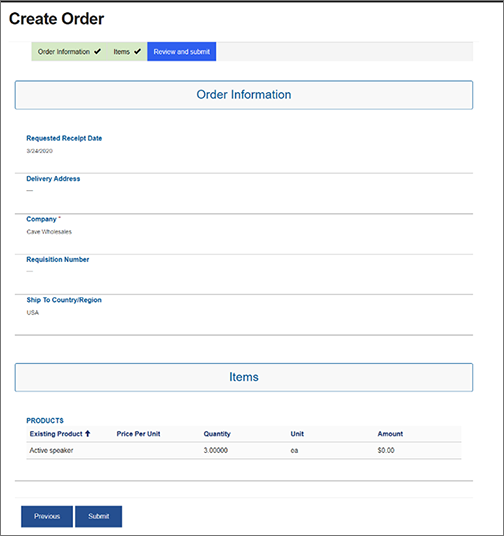 Create Order
Order Information ✔ Items ✔ Review and submit
Order Information
Requested Receipt Date
3/24/2020
Delivery Address
—
Company *
Cave Wholesales
Requisition Number
—
Ship To Country/Region
USA
Items
PRODUCTS
Existing Product ↑ Price Per Unit Quantity Unit Amount
Active speaker 3.00000 ea $0.00
Previous Submit